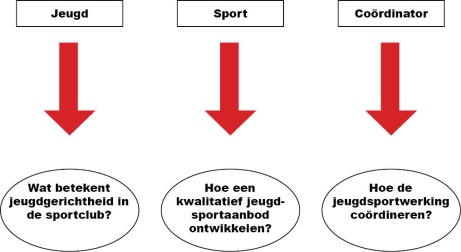 Jeugd
Sport
Coördinator
Wat betekent
jeugdgerichtheid in
de sportclub?
Hoe een
kwalitatief jeugd-
sportaanbod
ontwikkelen?
Hoe de
jeugdsportwerking
coördineren?